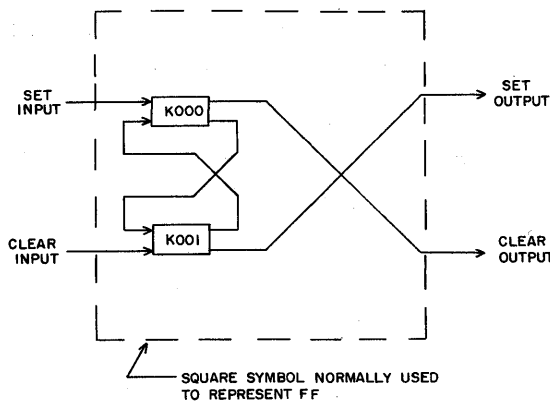 SET
INPUT
K000
SET
OUTPUT
K001
CLEAR
INPUT
CLEAR
OUTPUT
SQUARE SYMBOL NORMALLY USED
TO REPRESENT FF